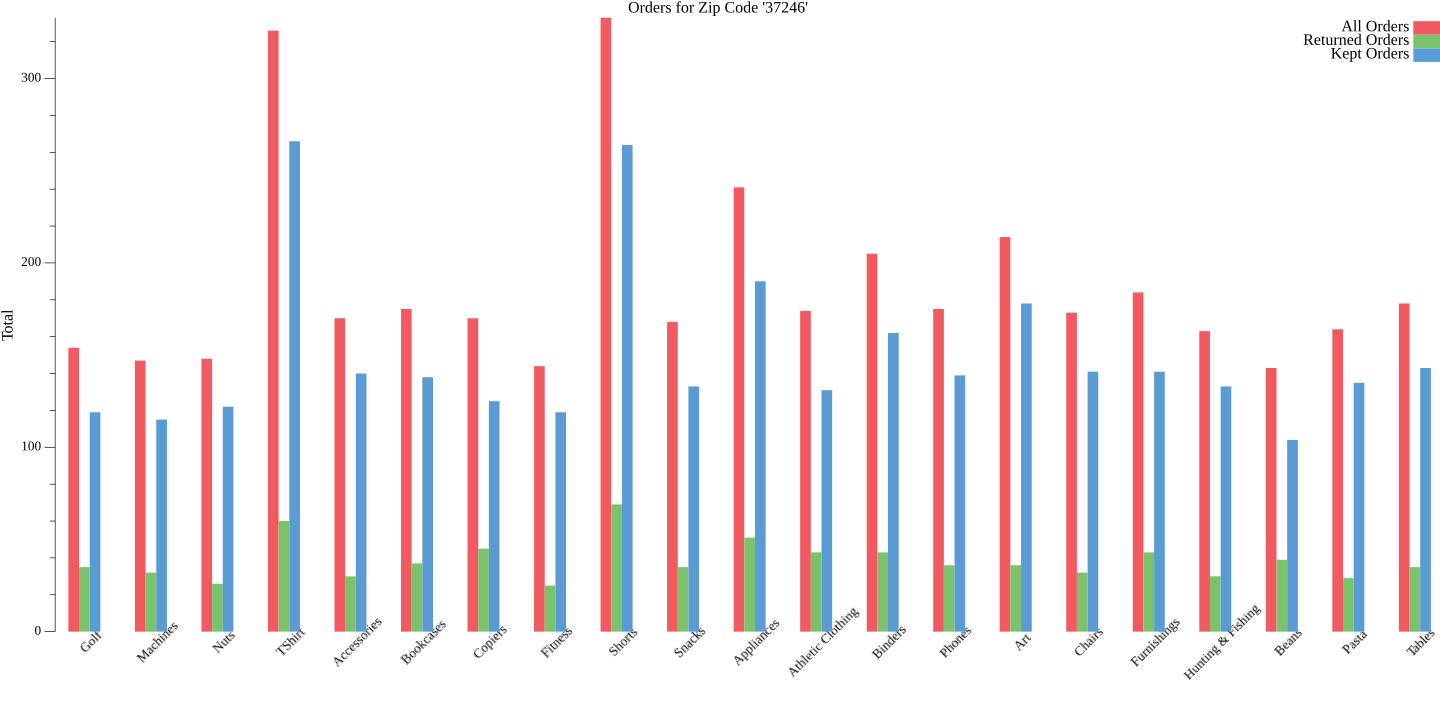 Orders for Zip Code '37246'
All Orders
Returned Orders
Kept Orders
Total
300
200
100
0
Golf
Machines
Nuts
TShirt
Accessories
Bookcases
Copiers
Fitness
Shorts
Snacks
Appliances
Athletic Clothing
Binders
Phones
Art
Chairs
Furnishings
Hunting & Fishing
Beans
Pasta
Tables